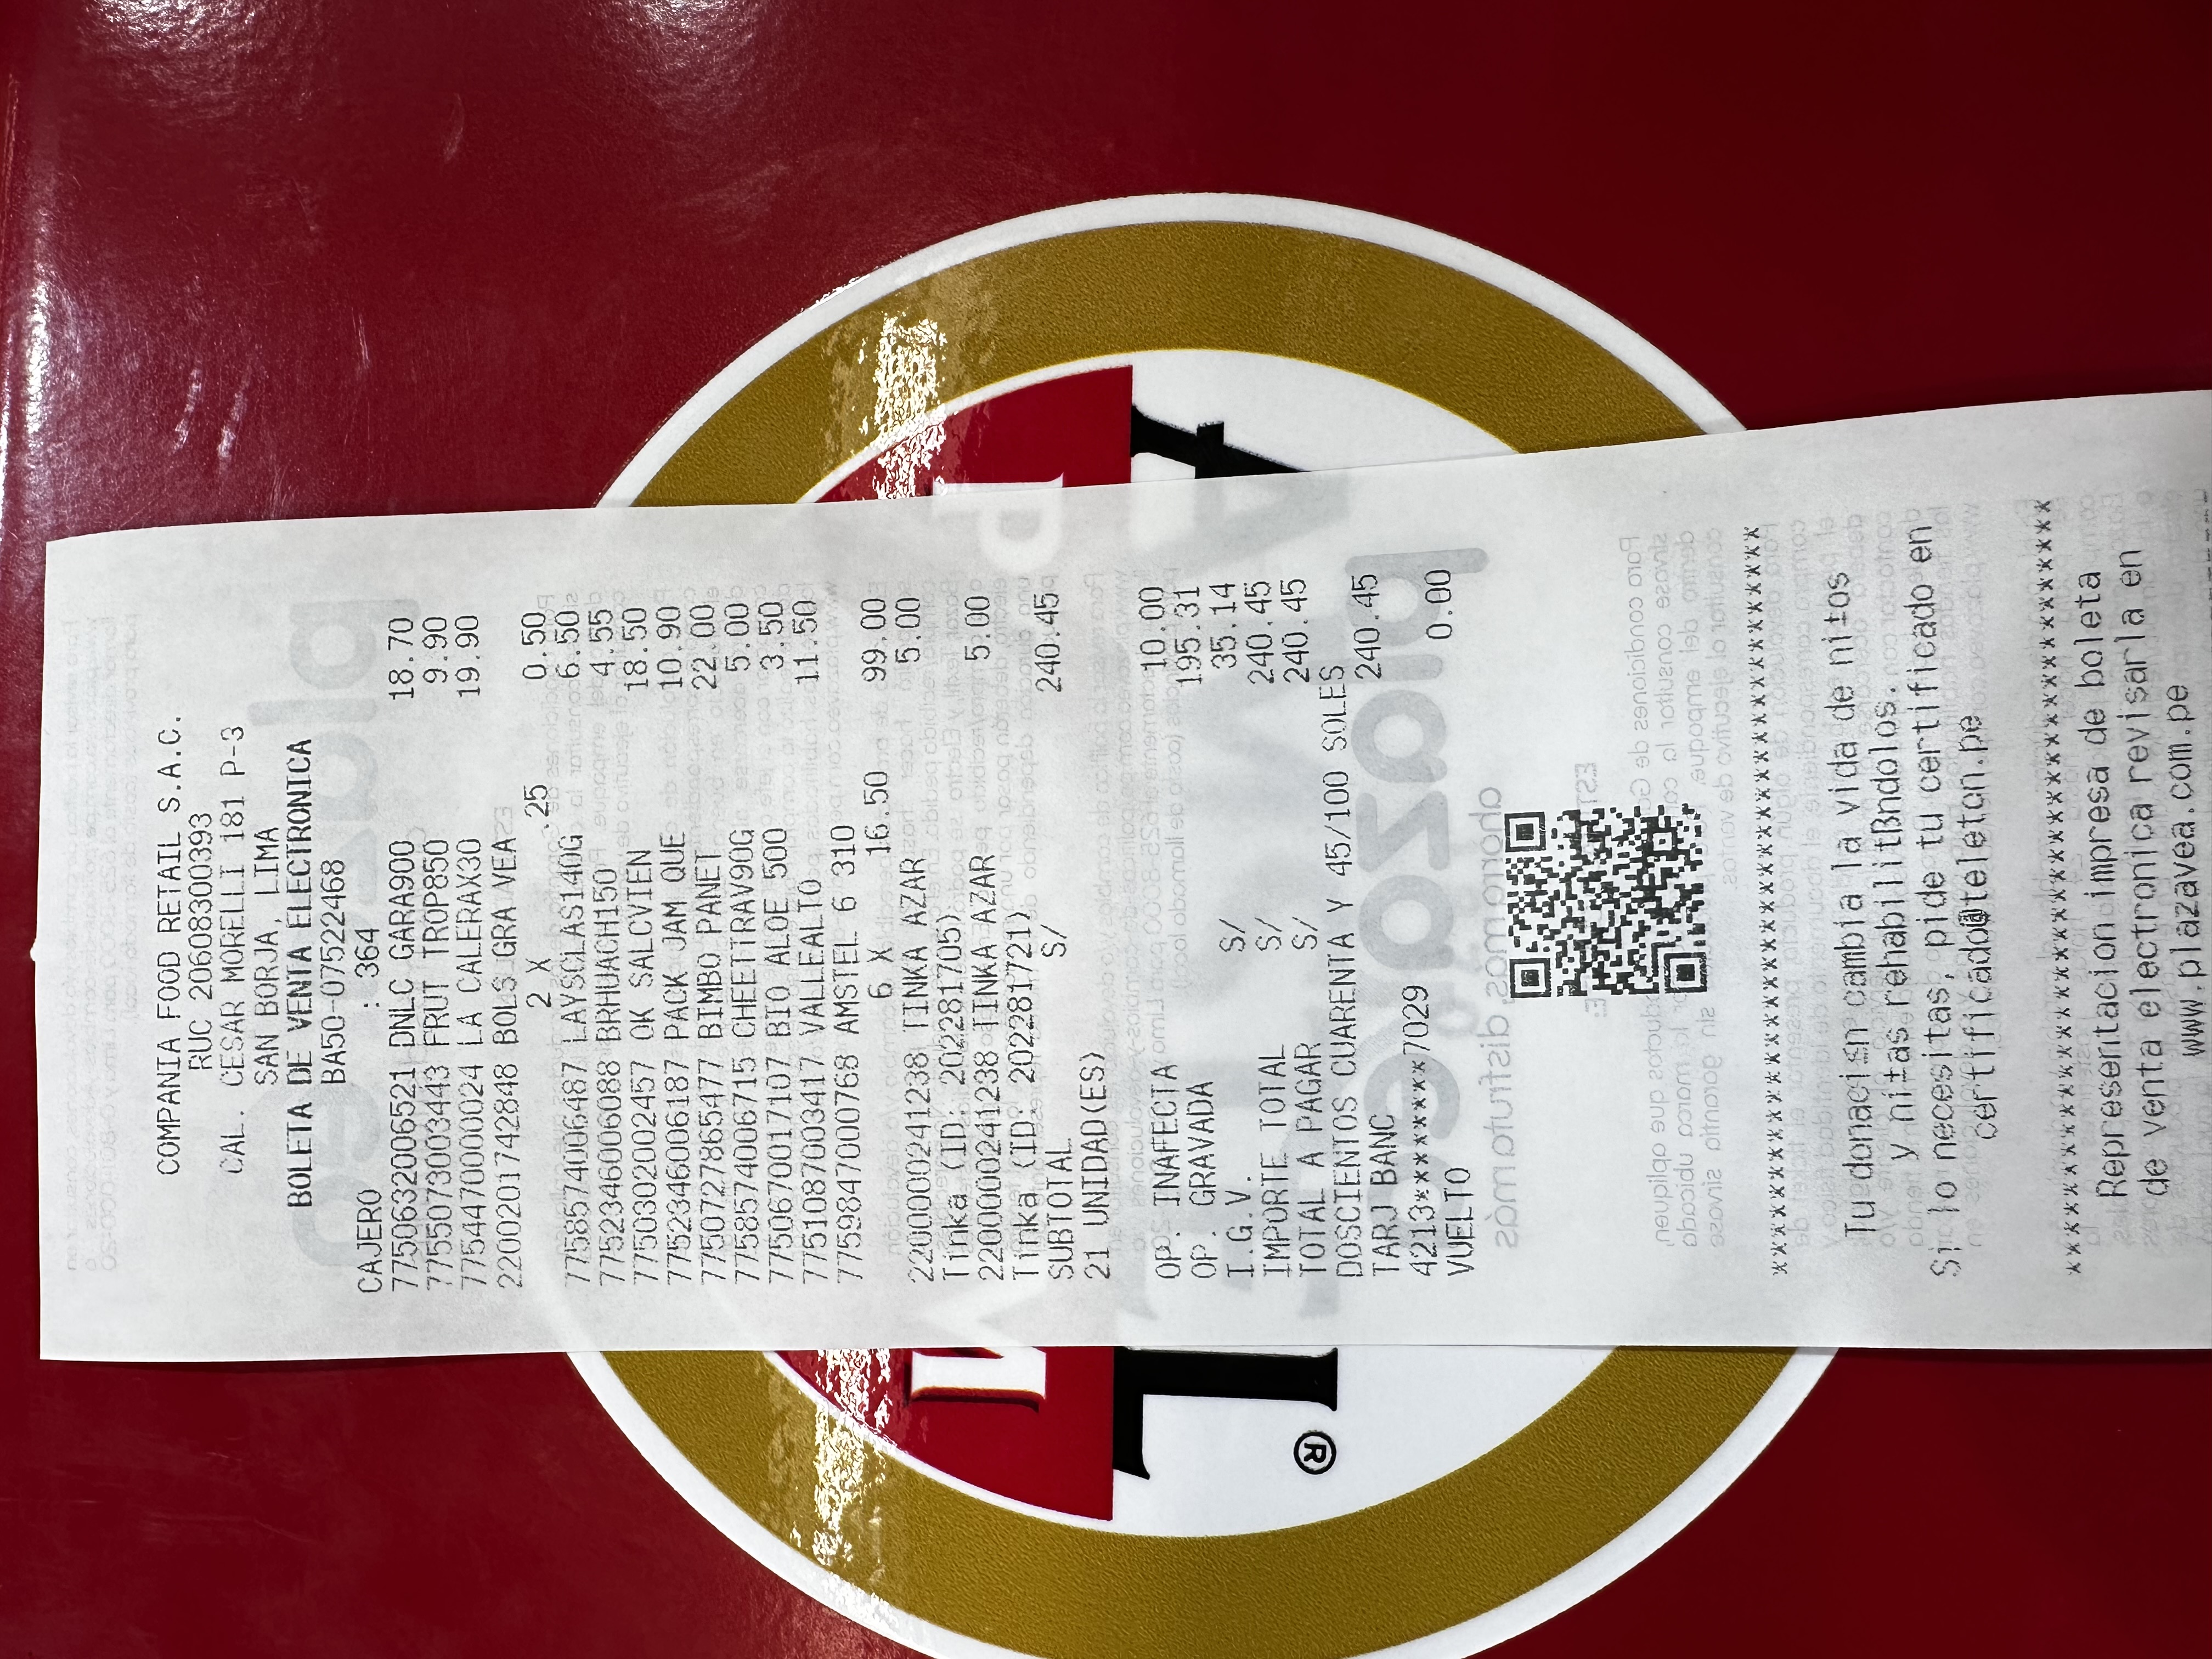 COMPANIA FOOD RETAIL S.A.C.
RUC 20608300393
CAL. CESAR MORELLI 181 P-3
SAN BORJA, LIMA
BOLETA DE VENTA ELECTRONICA
BA50-07522468
CAJERO : 364
7750632006521 DNLC GARA900 18.70
7755073003443 FRUT TROP850 9.90
7754470000024 LA CALERAX30 19.90
2200201742848 BOLS GRA VEA
2 X .25 0.50
7758574006487 LAYSCLAS140G 6.50
7752346006088 BRHUACH150 4.55
7750302002457 OK SALCVIEN 18.50
7752346006187 PACK JAM QUE 10.90
7750727865477 BIMBO PANET 22.00
7758574006715 CHEETTRAV90G 5.00
7750670017107 BIO ALOE 500 3.50
7751087003417 VALLEALTO 11.50
7759847000768 AMSTEL 6 310
6 X 16.50 99.00
2200000241238 TINKA AZAR 5.00
Tinka (ID: 202281705)
2200000241238 TINKA AZAR 5.00
Tinka (ID: 202281721)
SUBTOTAL S/ 240.45
21 UNIDAD(ES)
OP. INAFECTA 10.00
OP. GRAVADA 195.31
I.G.V. S/ 35.14
IMPORTE TOTAL S/ 240.45
TOTAL A PAGAR S/ 240.45
DOSCIENTOS CUARENTA Y 45/100 SOLES
TARJ BANC 240.45
4213********7029
VUELTO 0.00
****************************************
Tu donaci±n cambia la vida de ni±os
y ni±as rehabilitßndolos.
Si lo necesitas, pide tu certificado en
certificado@teleton.pe
****************************************
Representacion impresa de boleta
de venta electronica revisarla en
www.plazavea.com.pe